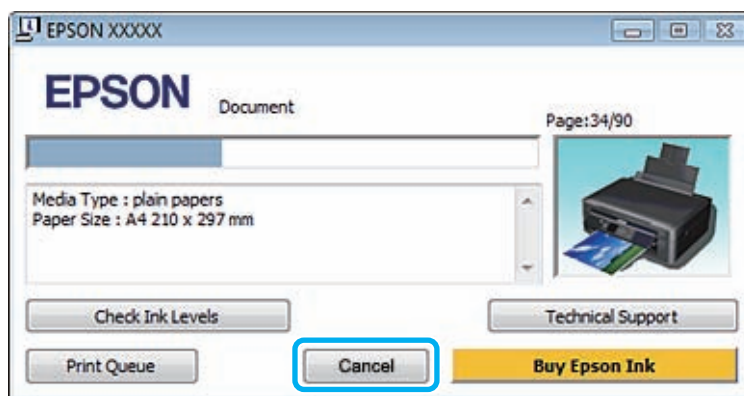 EPSON XXXXX
EPSON Document
Page:34/90
Media Type : plain papers
Paper Size : A4 210 x 297 mm
Check Ink Levels Technical Support
Print Queue Cancel Buy Epson Ink